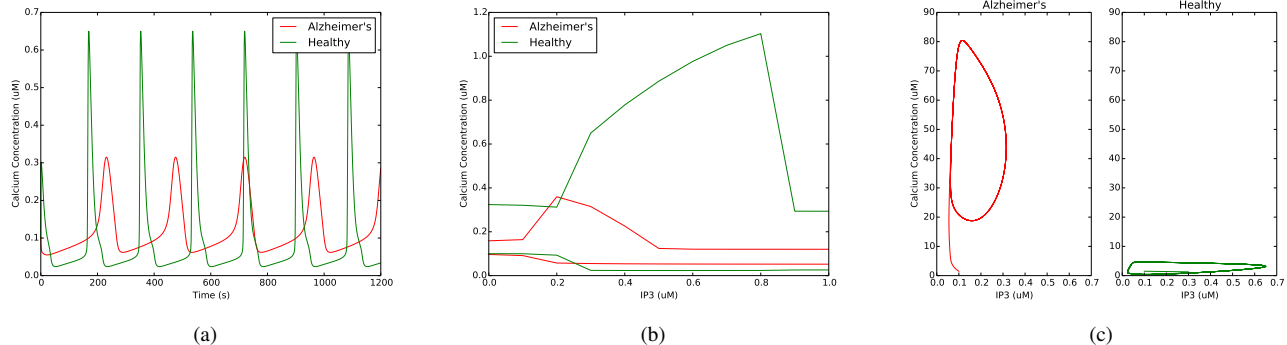 Alzheimer's
Healthy
Calcium Concentration (uM)
0.7
0.6
0.5
0.4
0.3
0.2
0.1
0.0
0 200 400 600 800 1000 1200
Time (s)
(a)
Alzheimer's
Healthy
Calcium Concentration (uM)
1.2
1.0
0.8
0.6
0.4
0.2
0.0
0.0 0.2 0.4 0.6 0.8 1.0
IP3 (uM)
(b)
Alzheimer's
Calcium Concentration (uM)
90
80
70
60
50
40
30
20
10
0
0.0 0.1 0.2 0.3 0.4 0.5 0.6 0.7
IP3 (uM)
Healthy
90
80
70
60
50
40
30
20
10
0
0.0 0.1 0.2 0.3 0.4 0.5 0.6 0.7
IP3 (uM)
(c)